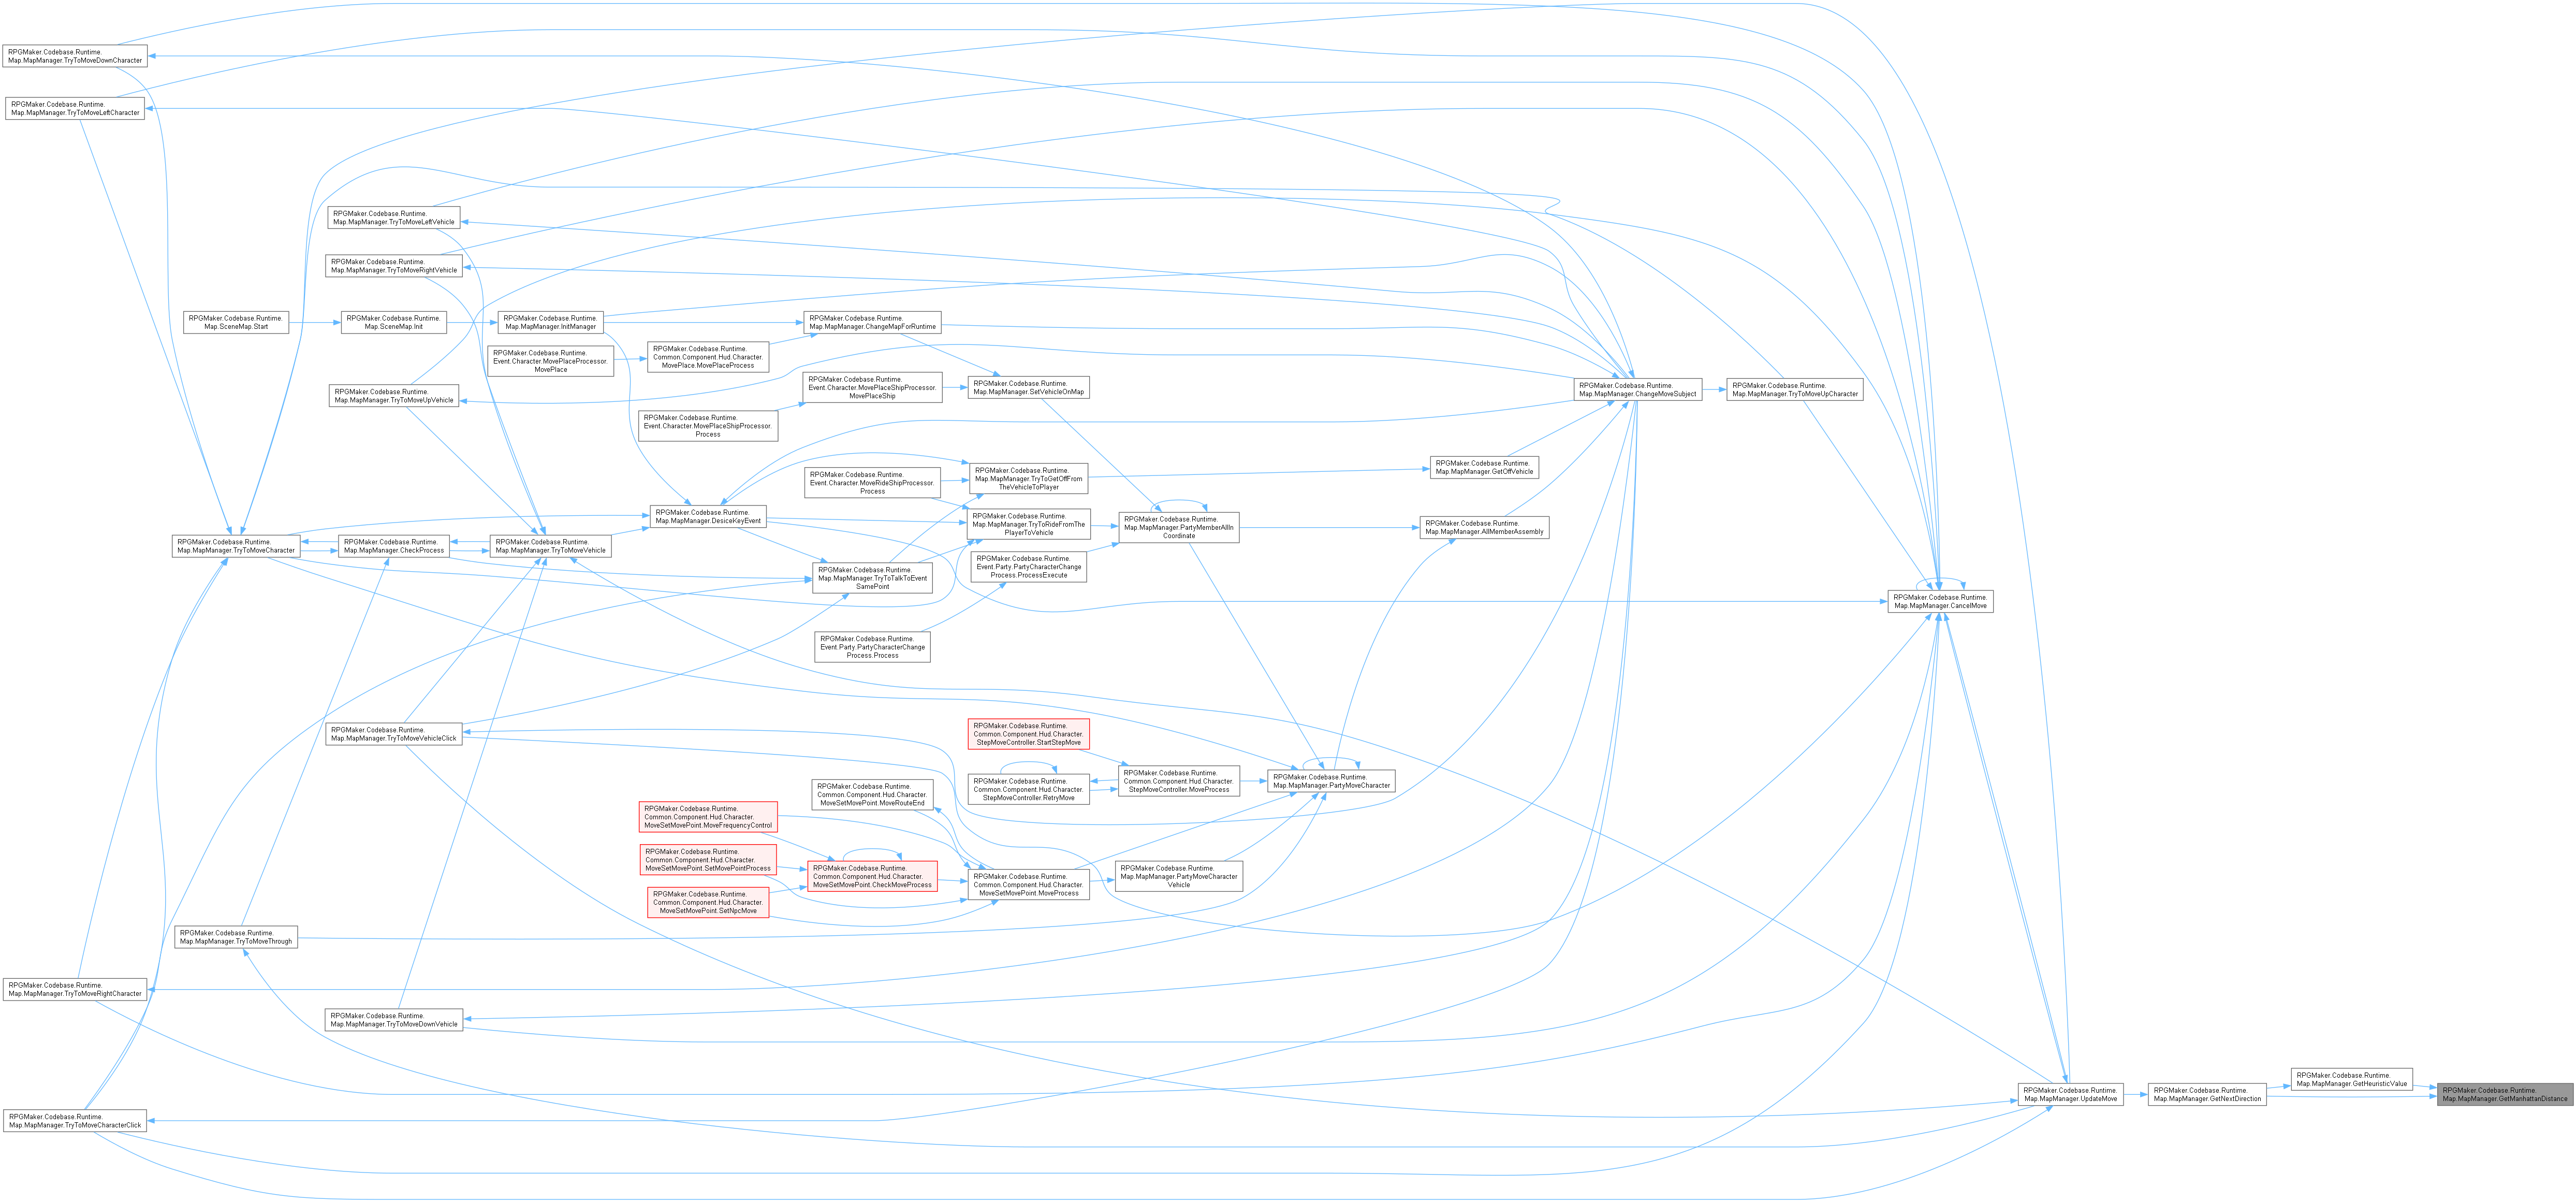 RPGMaker.Codebase.Runtime.
Map.MapManager.TryToMoveDownCharacter
RPGMaker.Codebase.Runtime.
Map.MapManager.TryToMoveLeftCharacter
RPGMaker.Codebase.Runtime.
Map.MapManager.TryToMoveLeftVehicle
RPGMaker.Codebase.Runtime.
Map.MapManager.TryToMoveRightVehicle
RPGMaker.Codebase.Runtime.
Map.SceneMap.Start
RPGMaker.Codebase.Runtime.
Map.SceneMap.Init
RPGMaker.Codebase.Runtime.
Map.MapManager.InitManager
RPGMaker.Codebase.Runtime.
Map.MapManager.ChangeMapForRuntime
RPGMaker.Codebase.Runtime.
Event.Character.MovePlaceProcessor.
MovePlace
RPGMaker.Codebase.Runtime.
Common.Component.Hud.Character.
MovePlace.MovePlaceProcess
RPGMaker.Codebase.Runtime.
Map.MapManager.TryToMoveUpVehicle
RPGMaker.Codebase.Runtime.
Event.Character.MovePlaceShipProcessor.
MovePlaceShip
RPGMaker.Codebase.Runtime.
Map.MapManager.SetVehicleOnMap
RPGMaker.Codebase.Runtime.
Map.MapManager.ChangeMoveSubject
RPGMaker.Codebase.Runtime.
Map.MapManager.TryToMoveUpCharacter
RPGMaker.Codebase.Runtime.
Event.Character.MovePlaceShipProcessor.
Process
RPGMaker.Codebase.Runtime.
Event.Character.MoveRideShipProcessor.
Process
RPGMaker.Codebase.Runtime.
Map.MapManager.TryToGetOffFrom
TheVehicleToPlayer
RPGMaker.Codebase.Runtime.
Map.MapManager.GetOffVehicle
RPGMaker.Codebase.Runtime.
Map.MapManager.DesiceKeyEvent
RPGMaker.Codebase.Runtime.
Map.MapManager.TryToRideFromThe
PlayerToVehicle
RPGMaker.Codebase.Runtime.
Map.MapManager.PartyMemberAllIn
Coordinate
RPGMaker.Codebase.Runtime.
Map.MapManager.AllMemberAssembly
RPGMaker.Codebase.Runtime.
Map.MapManager.TryToMoveCharacter
RPGMaker.Codebase.Runtime.
Map.MapManager.CheckProcess
RPGMaker.Codebase.Runtime.
Map.MapManager.TryToMoveVehicle
RPGMaker.Codebase.Runtime.
Map.MapManager.TryToTalkToEvent
SamePoint
RPGMaker.Codebase.Runtime.
Event.Party.PartyCharacterChange
Process.ProcessExecute
RPGMaker.Codebase.Runtime.
Map.MapManager.CancelMove
RPGMaker.Codebase.Runtime.
Event.Party.PartyCharacterChange
Process.Process
RPGMaker.Codebase.Runtime.
Map.MapManager.TryToMoveVehicleClick
RPGMaker.Codebase.Runtime.
Common.Component.Hud.Character.
StepMoveController.StartStepMove
RPGMaker.Codebase.Runtime.
Common.Component.Hud.Character.
StepMoveController.RetryMove
RPGMaker.Codebase.Runtime.
Common.Component.Hud.Character.
StepMoveController.MoveProcess
RPGMaker.Codebase.Runtime.
Map.MapManager.PartyMoveCharacter
RPGMaker.Codebase.Runtime.
Common.Component.Hud.Character.
MoveSetMovePoint.MoveRouteEnd
RPGMaker.Codebase.Runtime.
Common.Component.Hud.Character.
MoveSetMovePoint.MoveFrequencyControl
RPGMaker.Codebase.Runtime.
Common.Component.Hud.Character.
MoveSetMovePoint.SetMovePointProcess
RPGMaker.Codebase.Runtime.
Common.Component.Hud.Character.
MoveSetMovePoint.CheckMoveProcess
RPGMaker.Codebase.Runtime.
Common.Component.Hud.Character.
MoveSetMovePoint.MoveProcess
RPGMaker.Codebase.Runtime.
Map.MapManager.PartyMoveCharacter
Vehicle
RPGMaker.Codebase.Runtime.
Common.Component.Hud.Character.
MoveSetMovePoint.SetNpcMove
RPGMaker.Codebase.Runtime.
Map.MapManager.TryToMoveThrough
RPGMaker.Codebase.Runtime.
Map.MapManager.TryToMoveRightCharacter
RPGMaker.Codebase.Runtime.
Map.MapManager.TryToMoveDownVehicle
RPGMaker.Codebase.Runtime.
Map.MapManager.TryToMoveCharacterClick
RPGMaker.Codebase.Runtime.
Map.MapManager.UpdateMove
RPGMaker.Codebase.Runtime.
Map.MapManager.GetNextDirection
RPGMaker.Codebase.Runtime.
Map.MapManager.GetHeuristicValue
RPGMaker.Codebase.Runtime.
Map.MapManager.GetManhattanDistance